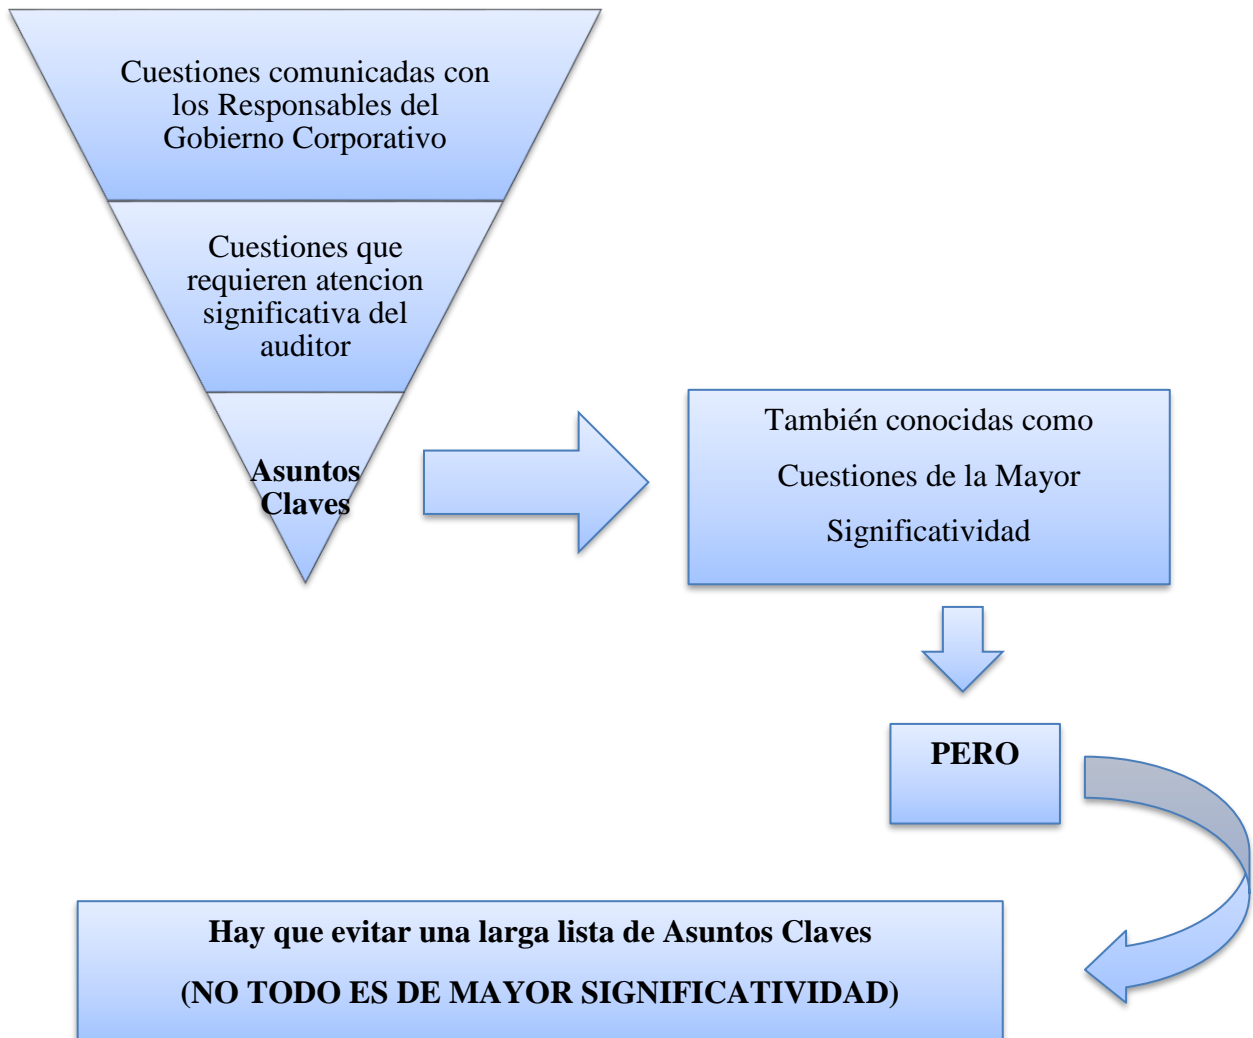 Cuestiones comunicadas con
los Responsables del
Gobierno Corporativo
Cuestiones que
requieren atencion
significativa del
auditor
Asuntos
Claves
También conocidas como
Cuestiones de la Mayor
Significatividad
PERO
Hay que evitar una larga lista de Asuntos Claves
(NO TODO ES DE MAYOR SIGNIFICATIVIDAD)